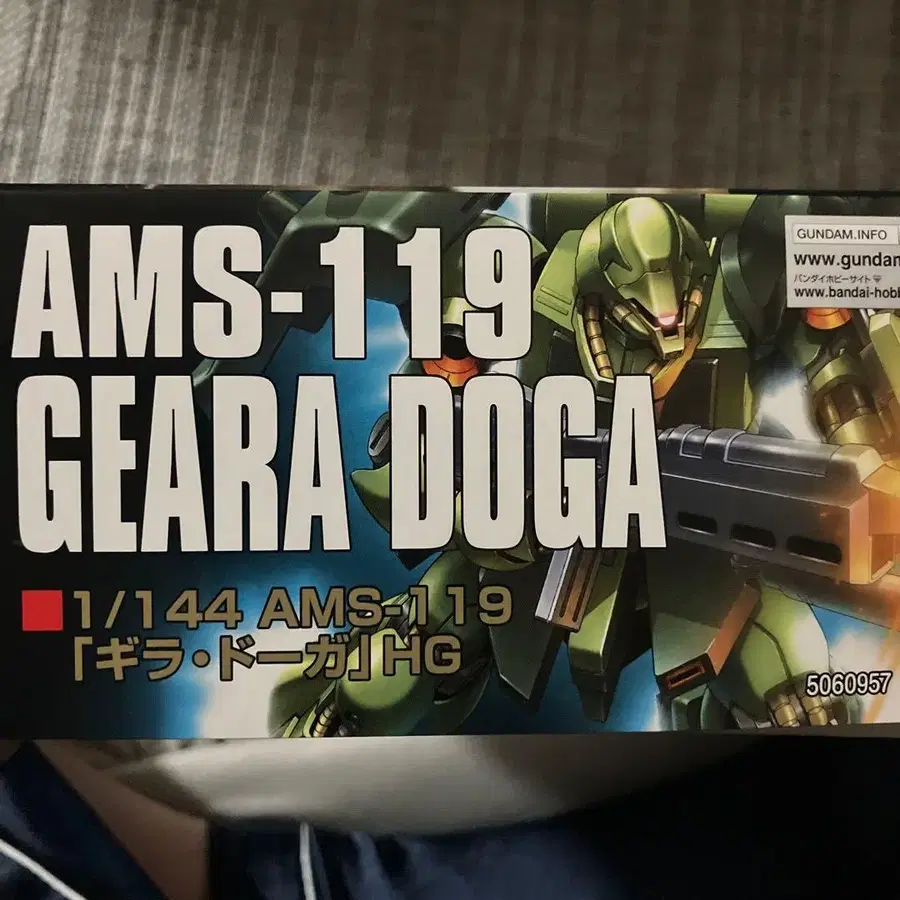 AMS-119
GEARA DOGA
■1/144 AMS-119
「ギラ・ドーガ」HG
GUNDAM.INFO
www.gundam
バンダイホビーサイト
www.bandai-hobb
5060957